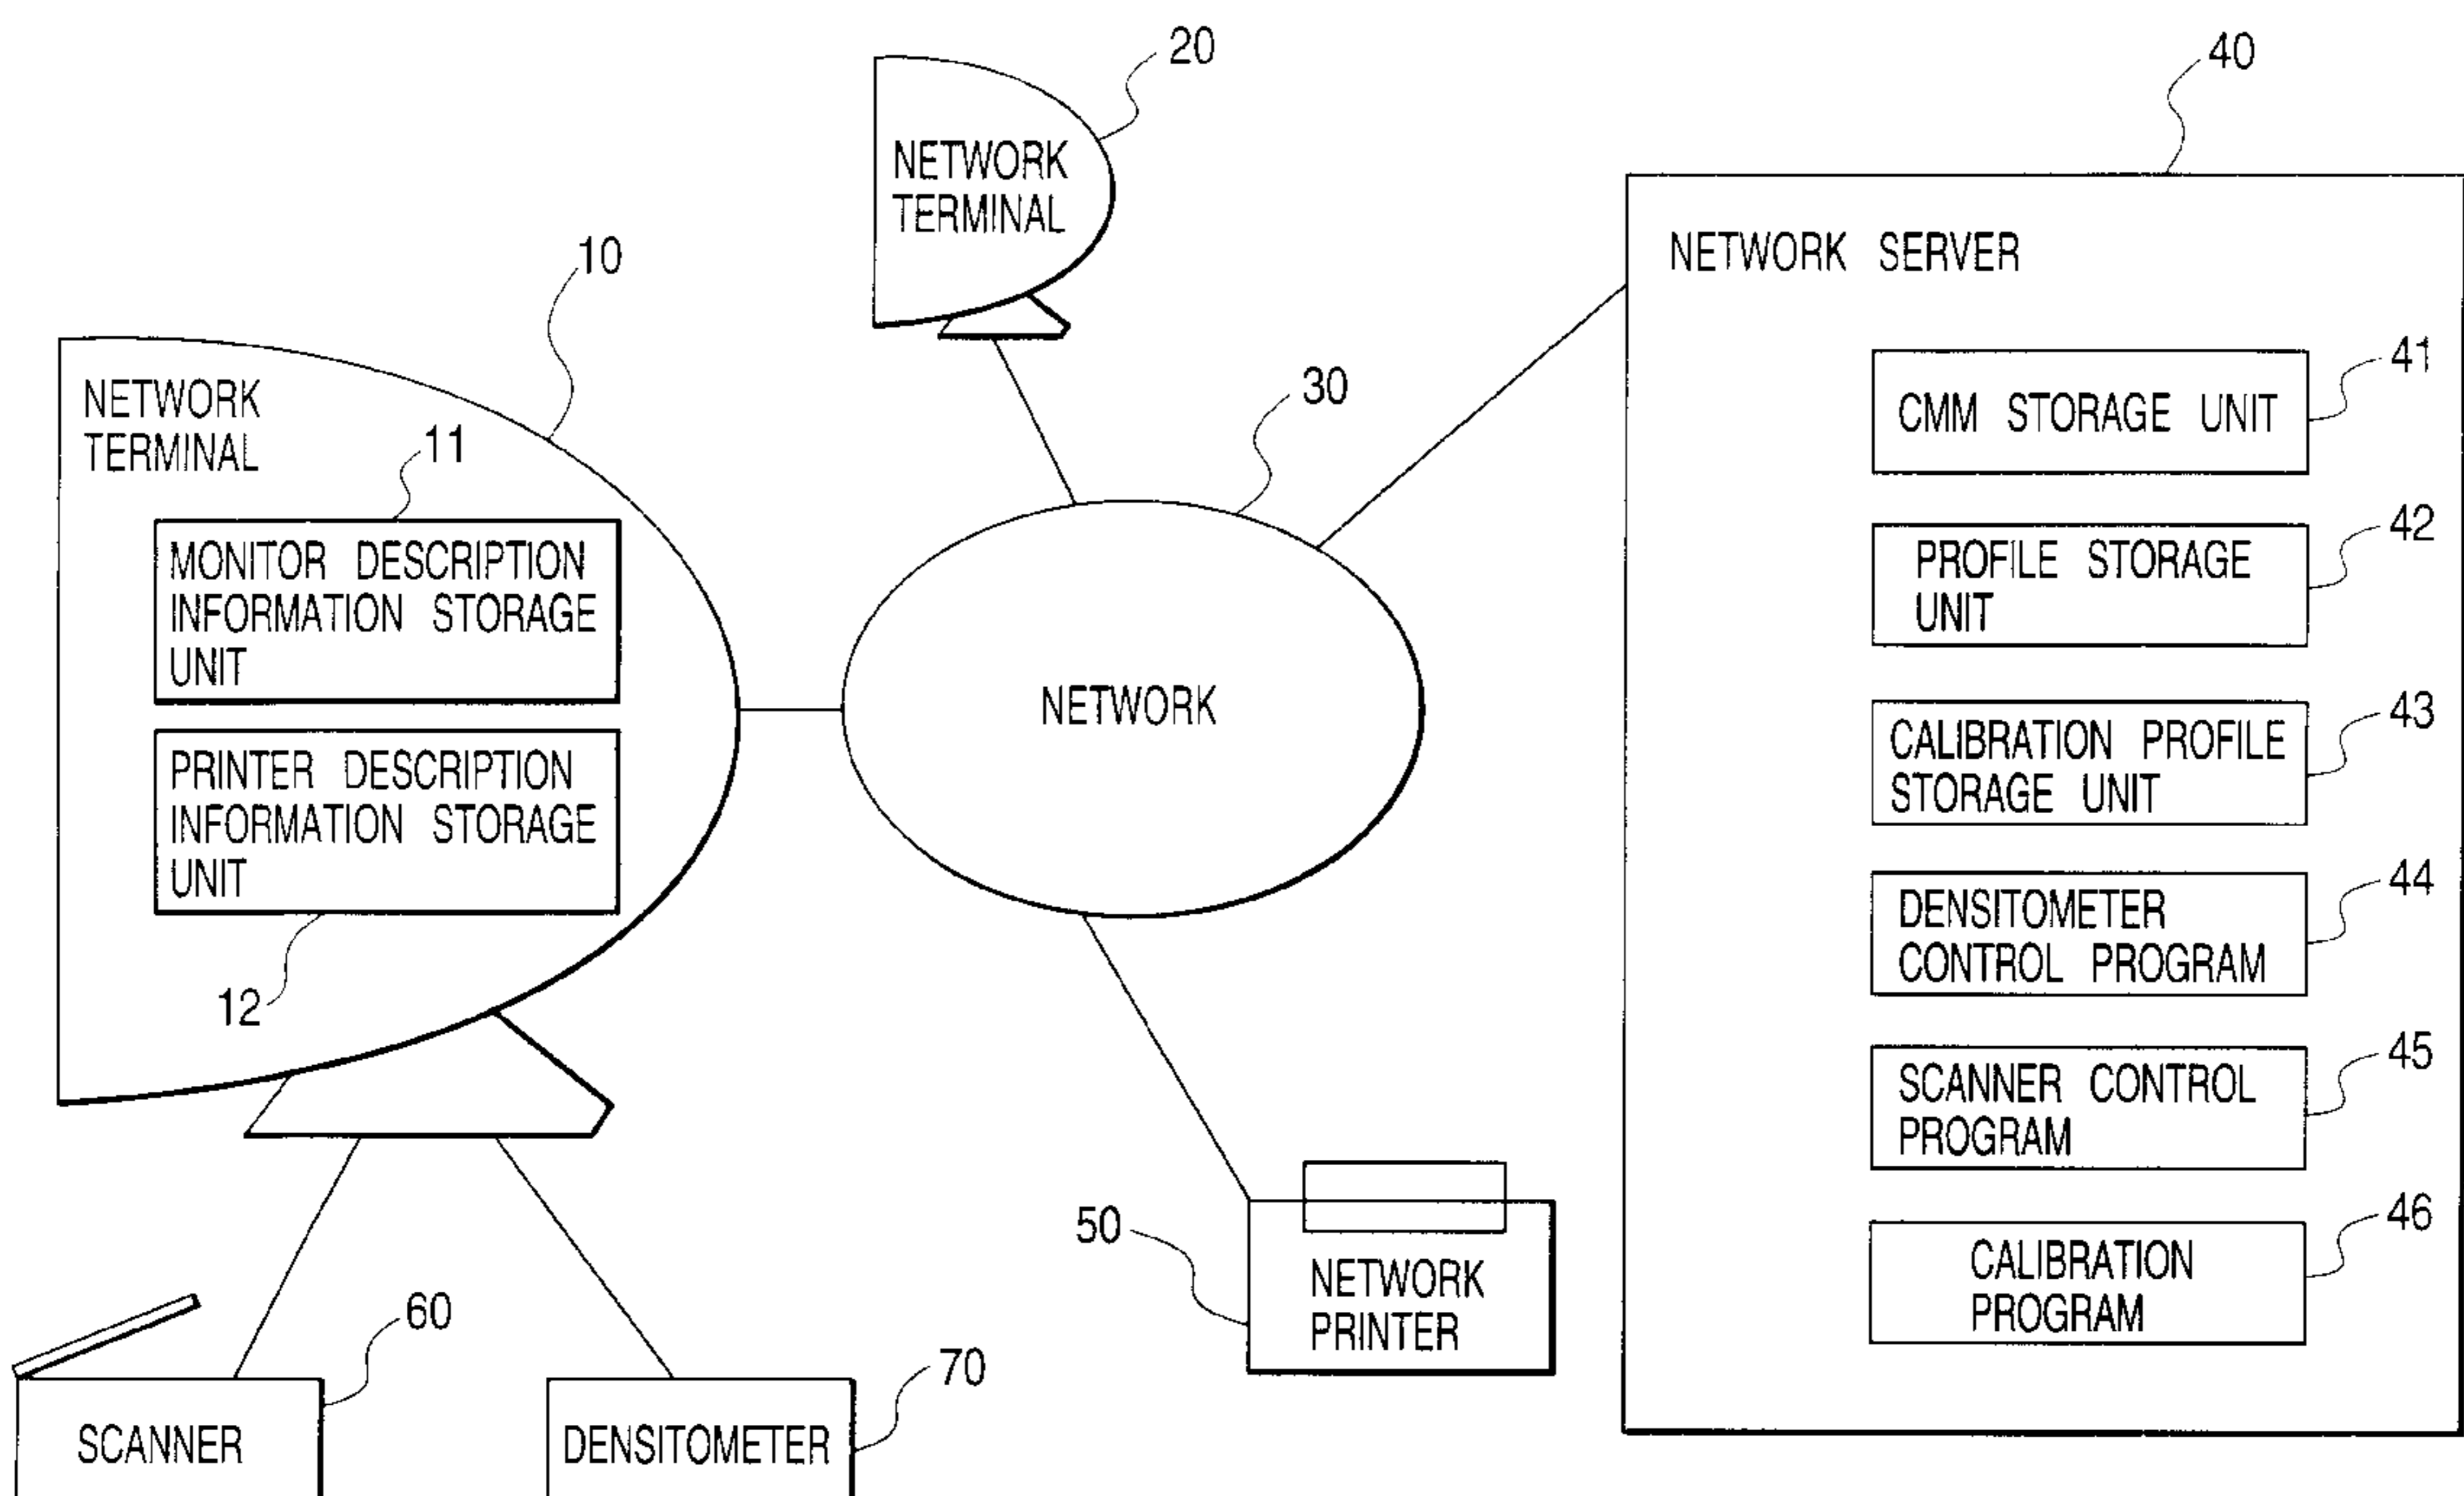 20
NETWORK
TERMINAL
40
NETWORK SERVER
10
NETWORK
TERMINAL
11
MONITOR DESCRIPTION
INFORMATION STORAGE
UNIT
PRINTER DESCRIPTION
INFORMATION STORAGE
UNIT
12
30
NETWORK
41
CMM STORAGE UNIT
42
PROFILE STORAGE
UNIT
43
CALIBRATION PROFILE
STORAGE UNIT
44
DENSITOMETER
CONTROL PROGRAM
45
SCANNER CONTROL
PROGRAM
46
CALIBRATION
PROGRAM
50
NETWORK
PRINTER
60
SCANNER
70
DENSITOMETER